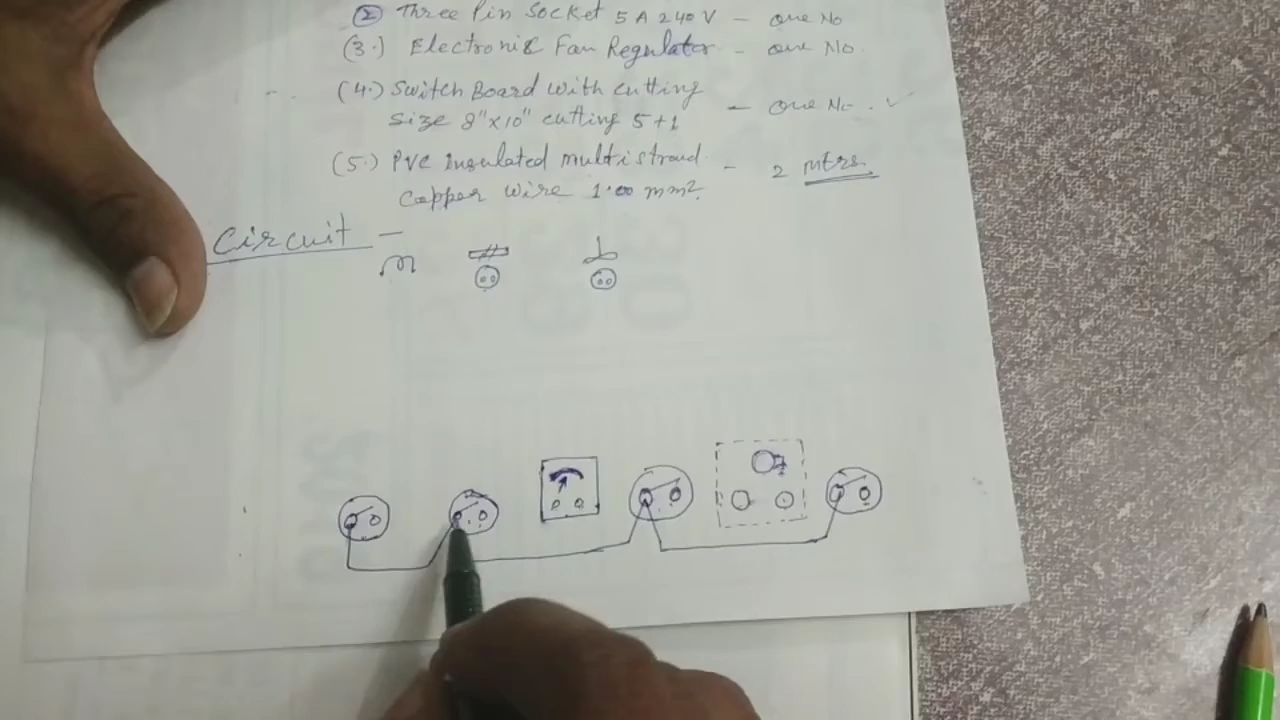 (2) Three Pin Socket 5 A 240 V - one No
(3.) Electronic Fan Regulator - one No.
(4.) Switch Board with cutting
size 8"x10" cutting 5+1 - one No.
(5.) PVC Insulated multistrand - 2 mtrs.
Copper wire 1.00 mm2.
Circuit -